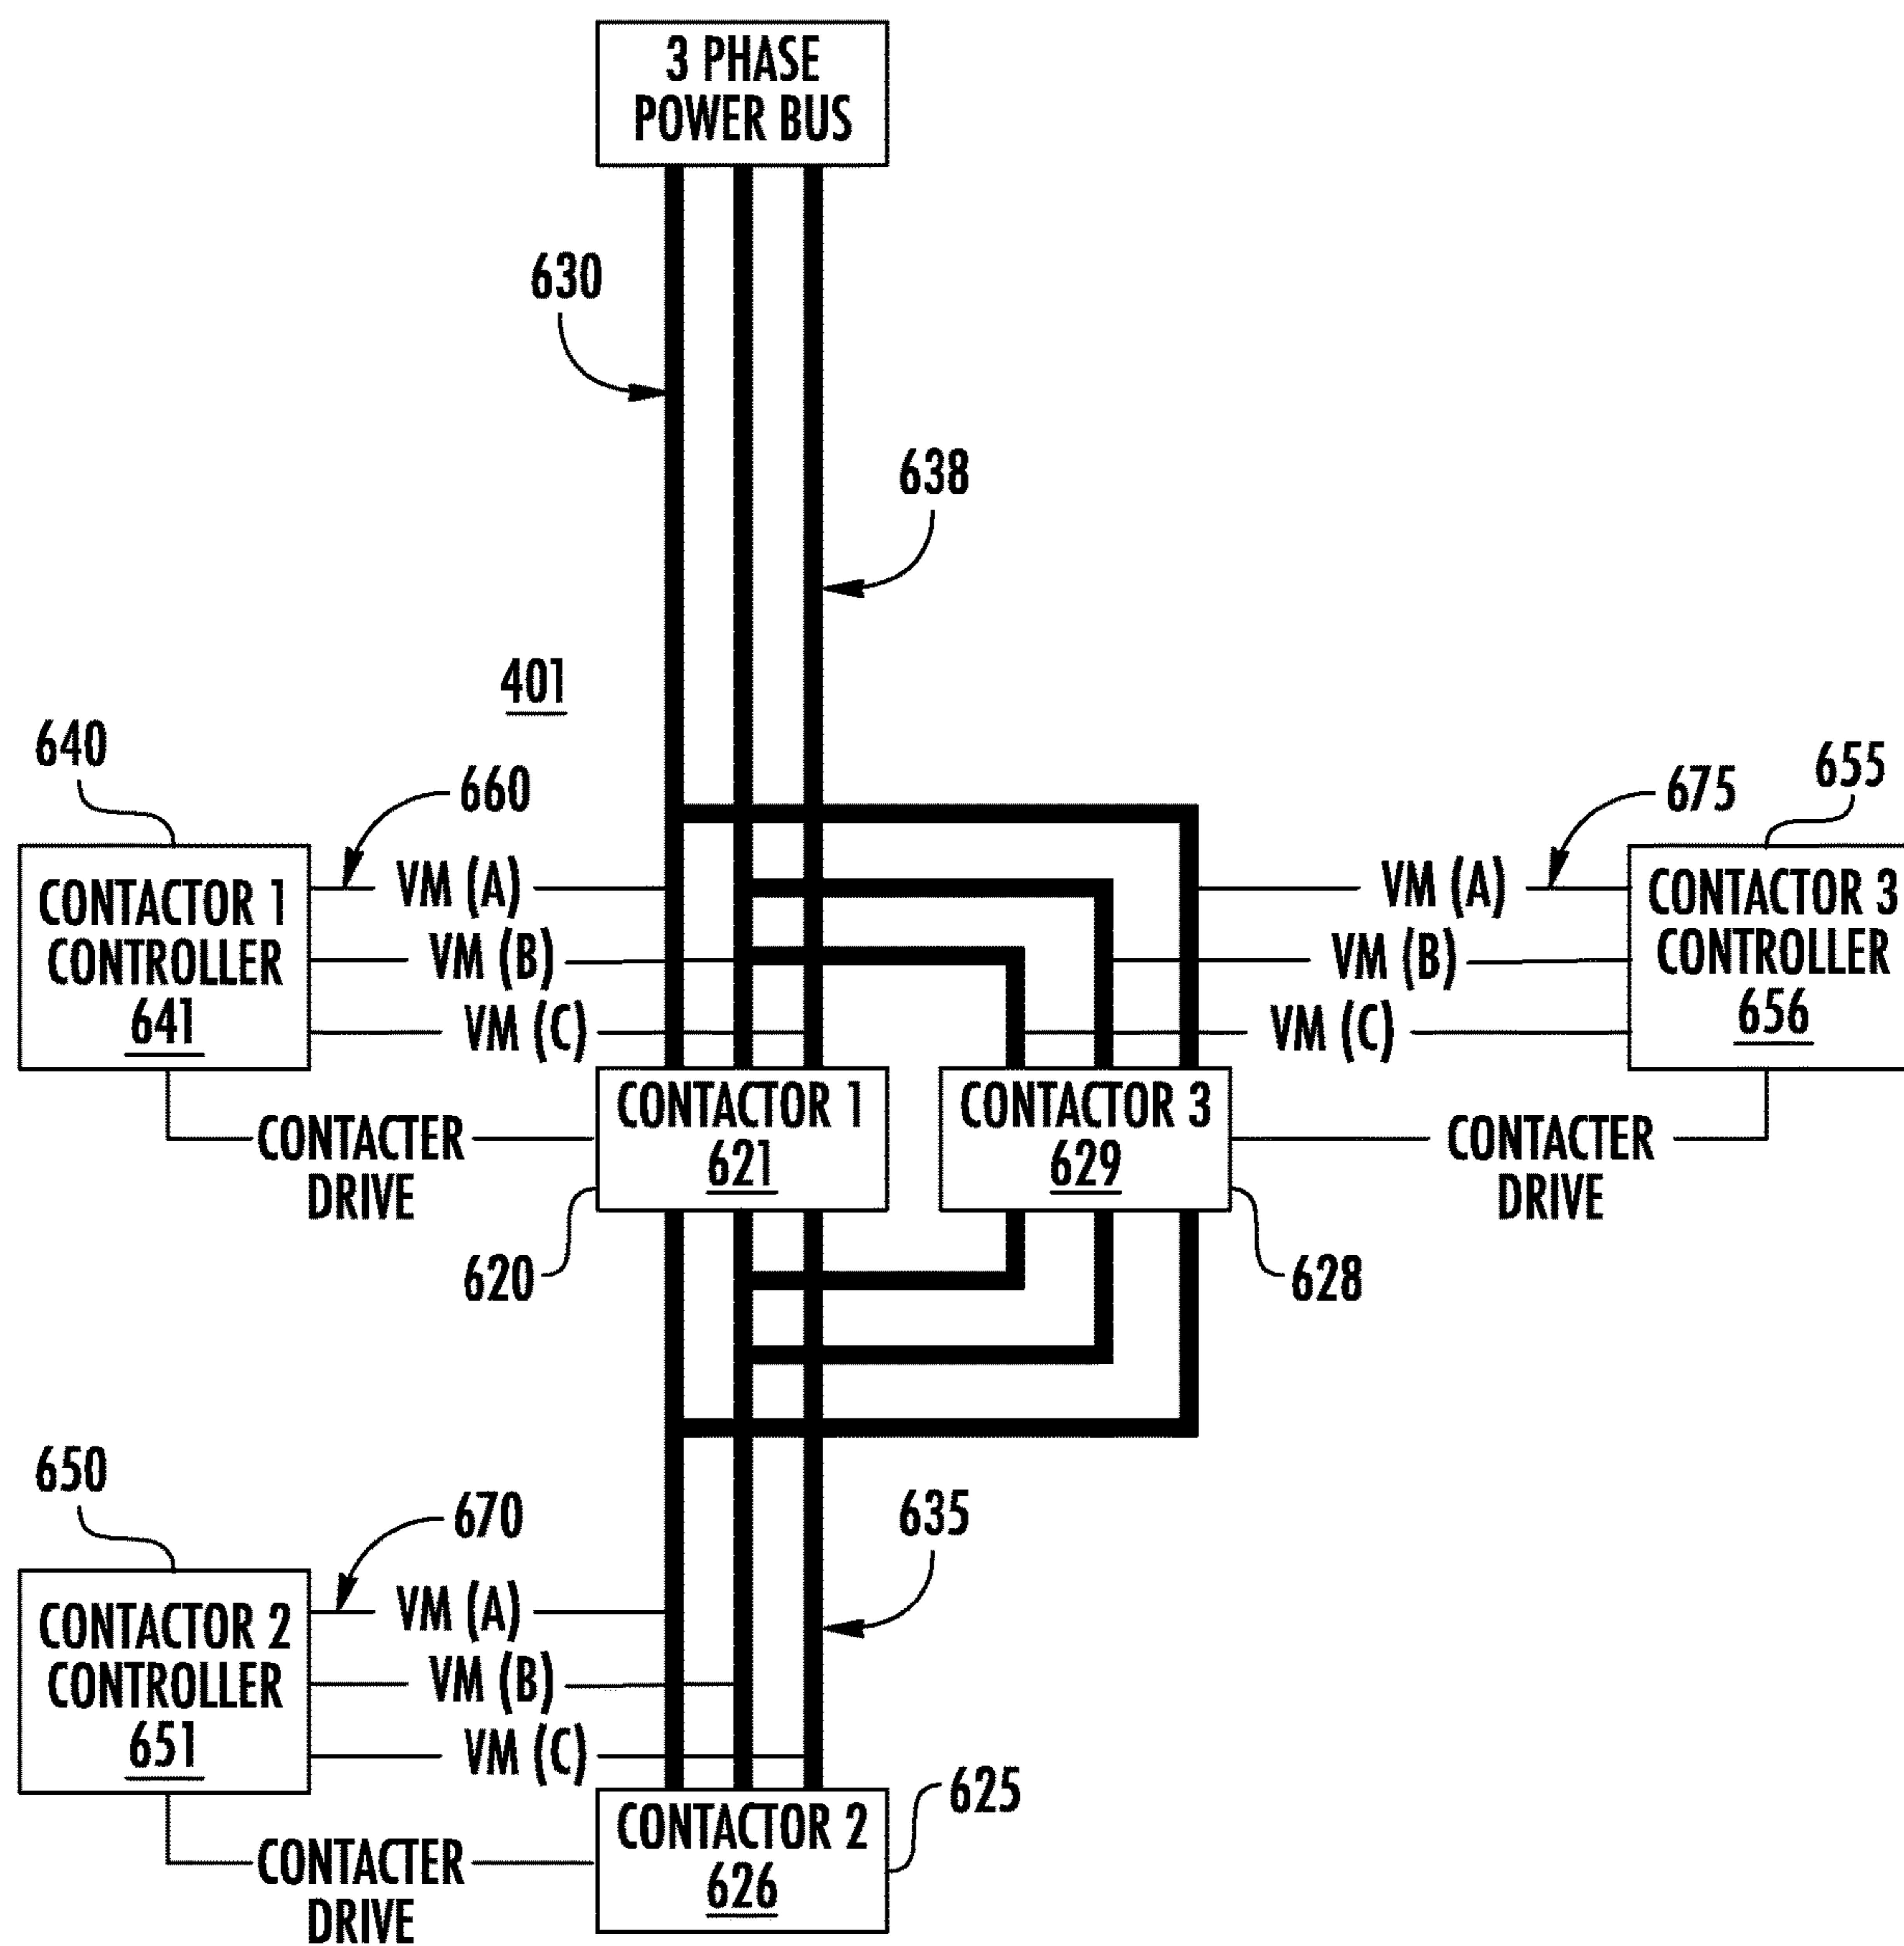 3 PHASE
POWER BUS
630
638
401
640
660
675
655
CONTACTOR 1
CONTROLLER
641
VM (A)
VM (B)
VM (C)
VM (A)
VM (B)
VM (C)
CONTACTOR 3
CONTROLLER
656
CONTACTER
DRIVE
CONTACTOR 1
621
CONTACTOR 3
629
CONTACTER
DRIVE
620
628
650
670
635
CONTACTOR 2
CONTROLLER
651
VM (A)
VM (B)
VM (C)
CONTACTER
DRIVE
CONTACTOR 2
626
625